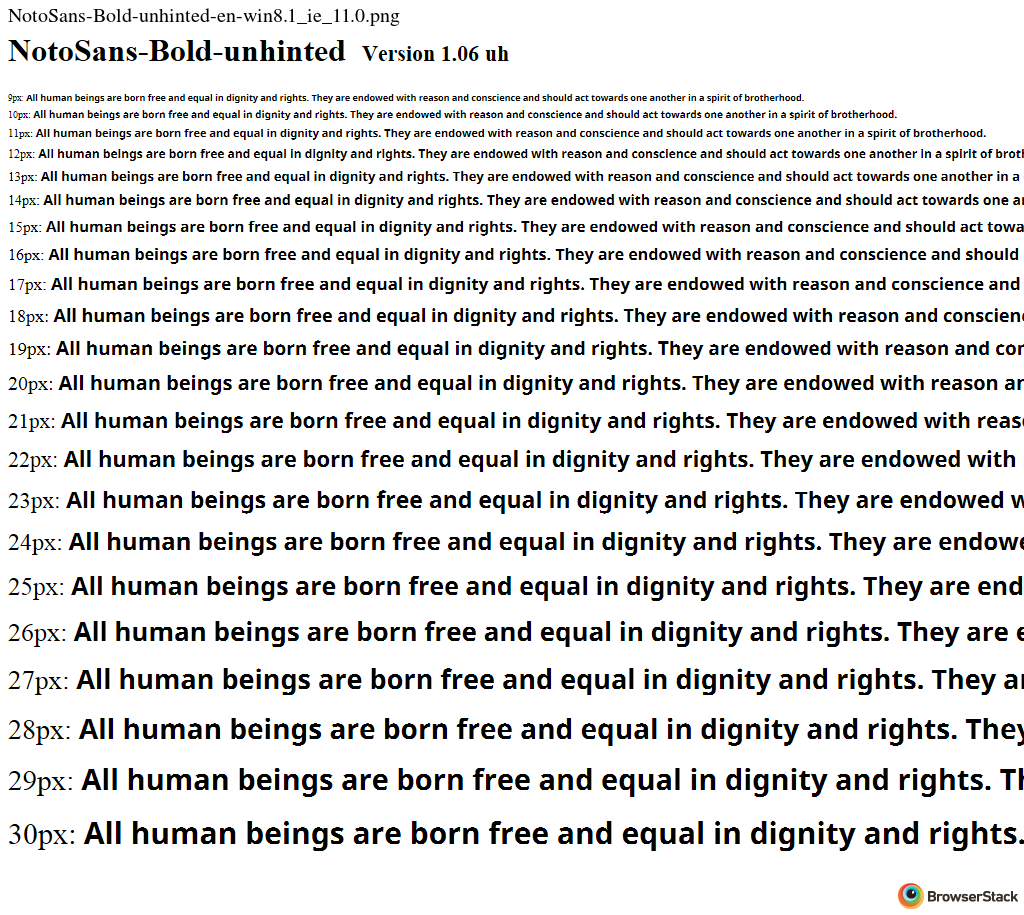 NotoSans-Bold-unhinted-en-win8.1_ie_11.0.png
NotoSans-Bold-unhinted Version 1.06 uh
9px: All human beings are born free and equal in dignity and rights. They are endowed with reason and conscience and should act towards one another in a spirit of brotherhood.
10px: All human beings are born free and equal in dignity and rights. They are endowed with reason and conscience and should act towards one another in a spirit of brotherhood.
11px: All human beings are born free and equal in dignity and rights. They are endowed with reason and conscience and should act towards one another in a spirit of brotherhood.
12px: All human beings are born free and equal in dignity and rights. They are endowed with reason and conscience and should act towards one another in a spirit of broth
13px: All human beings are born free and equal in dignity and rights. They are endowed with reason and conscience and should act towards one another in a
14px: All human beings are born free and equal in dignity and rights. They are endowed with reason and conscience and should act towards one an
15px: All human beings are born free and equal in dignity and rights. They are endowed with reason and conscience and should act towa
16px: All human beings are born free and equal in dignity and rights. They are endowed with reason and conscience and should
17px: All human beings are born free and equal in dignity and rights. They are endowed with reason and conscience and
18px: All human beings are born free and equal in dignity and rights. They are endowed with reason and conscien
19px: All human beings are born free and equal in dignity and rights. They are endowed with reason and con
20px: All human beings are born free and equal in dignity and rights. They are endowed with reason an
21px: All human beings are born free and equal in dignity and rights. They are endowed with reas
22px: All human beings are born free and equal in dignity and rights. They are endowed with
23px: All human beings are born free and equal in dignity and rights. They are endowed w
24px: All human beings are born free and equal in dignity and rights. They are endowe
25px: All human beings are born free and equal in dignity and rights. They are end
26px: All human beings are born free and equal in dignity and rights. They are e
27px: All human beings are born free and equal in dignity and rights. They ar
28px: All human beings are born free and equal in dignity and rights. They
29px: All human beings are born free and equal in dignity and rights. Th
30px: All human beings are born free and equal in dignity and rights.
BrowserStack